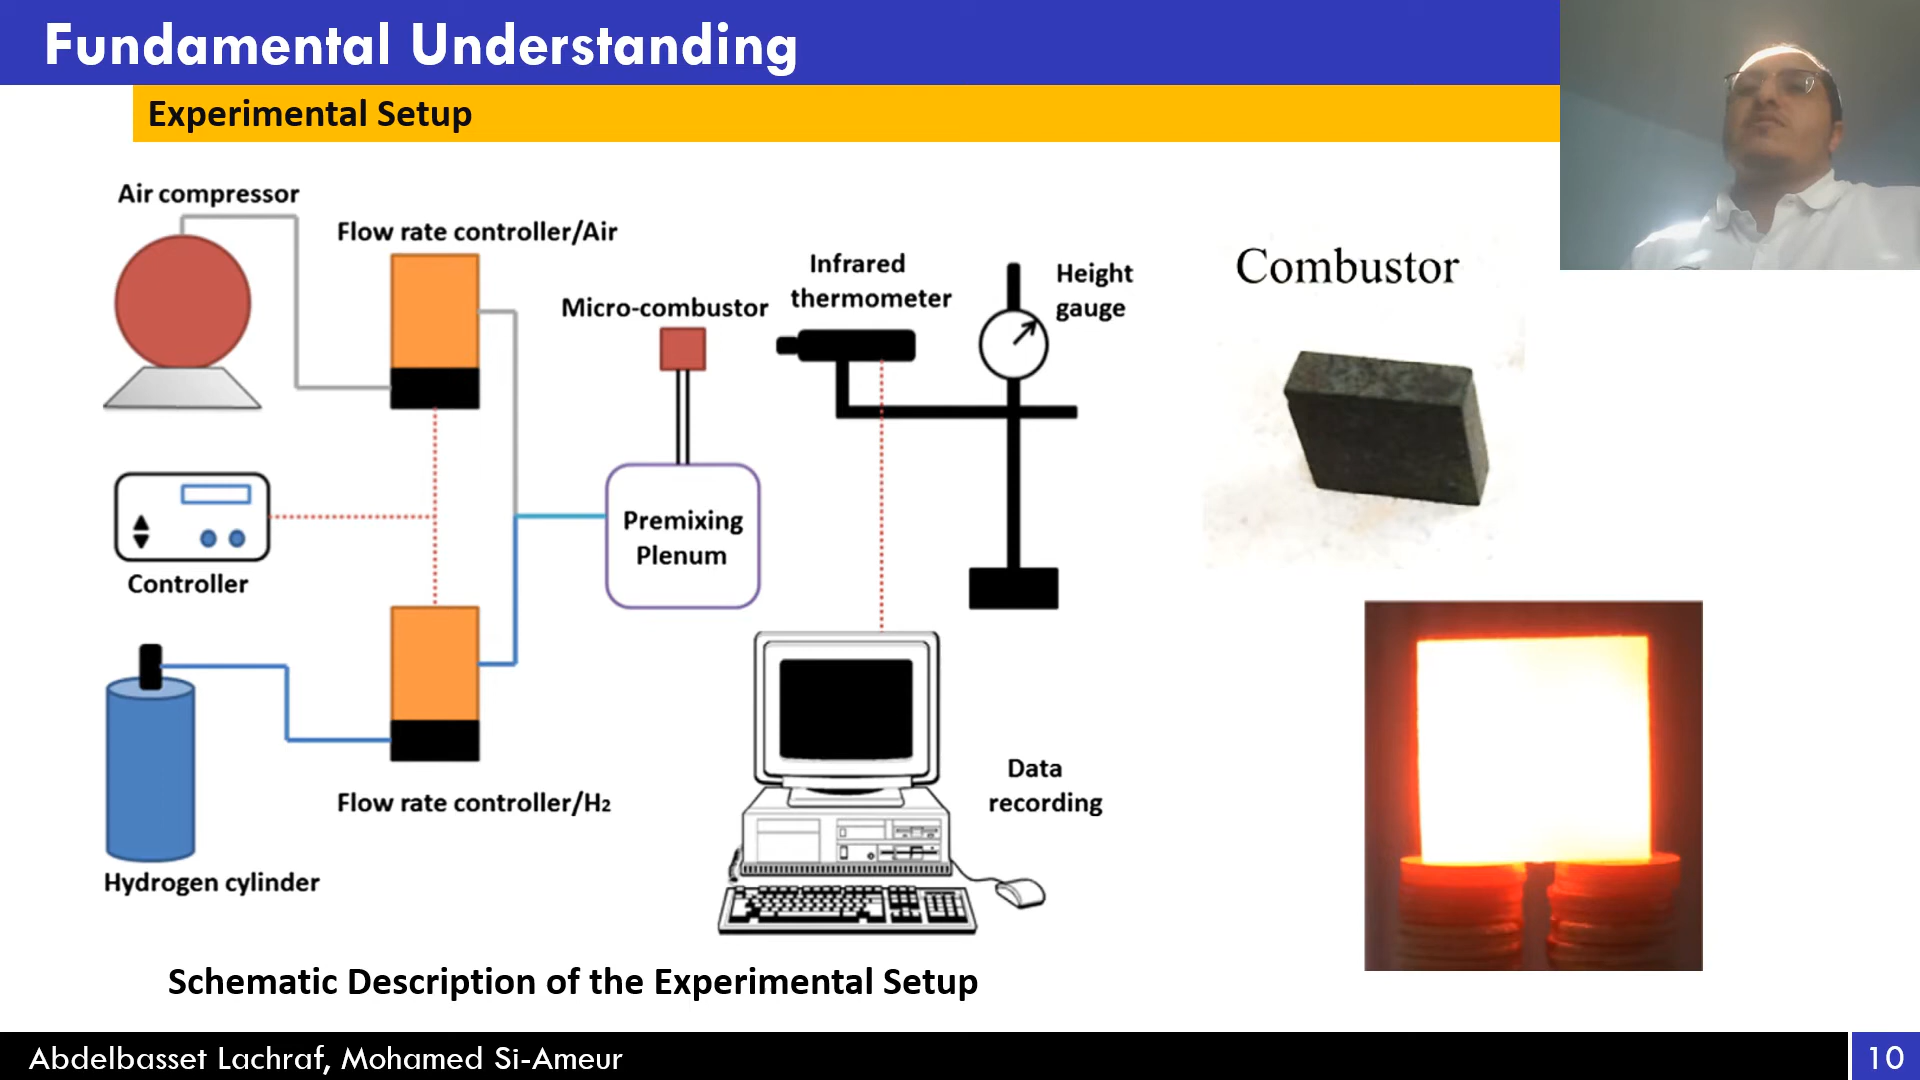 Fundamental Understanding
Experimental Setup
Air compressor
Flow rate controller/Air
Micro-combustor
Infrared
thermometer
Height
gauge
Combustor
Controller
Premixing
Plenum
Flow rate controller/H₂
Hydrogen cylinder
Data
recording
Schematic Description of the Experimental Setup
Abdelbasset Lachraf, Mohamed Si-Ameur
10